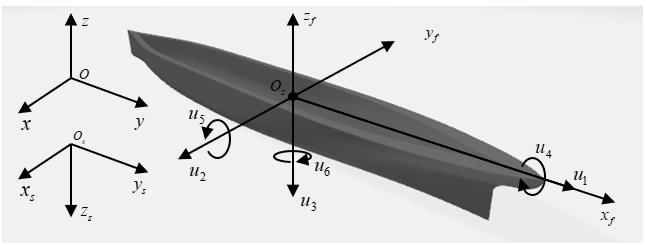 z
O
x
y
O_s
x_s
y_s
z_s
z_f
y_f
O_s
u_5
u_2
u_6
u_3
u_4
u_1
x_f